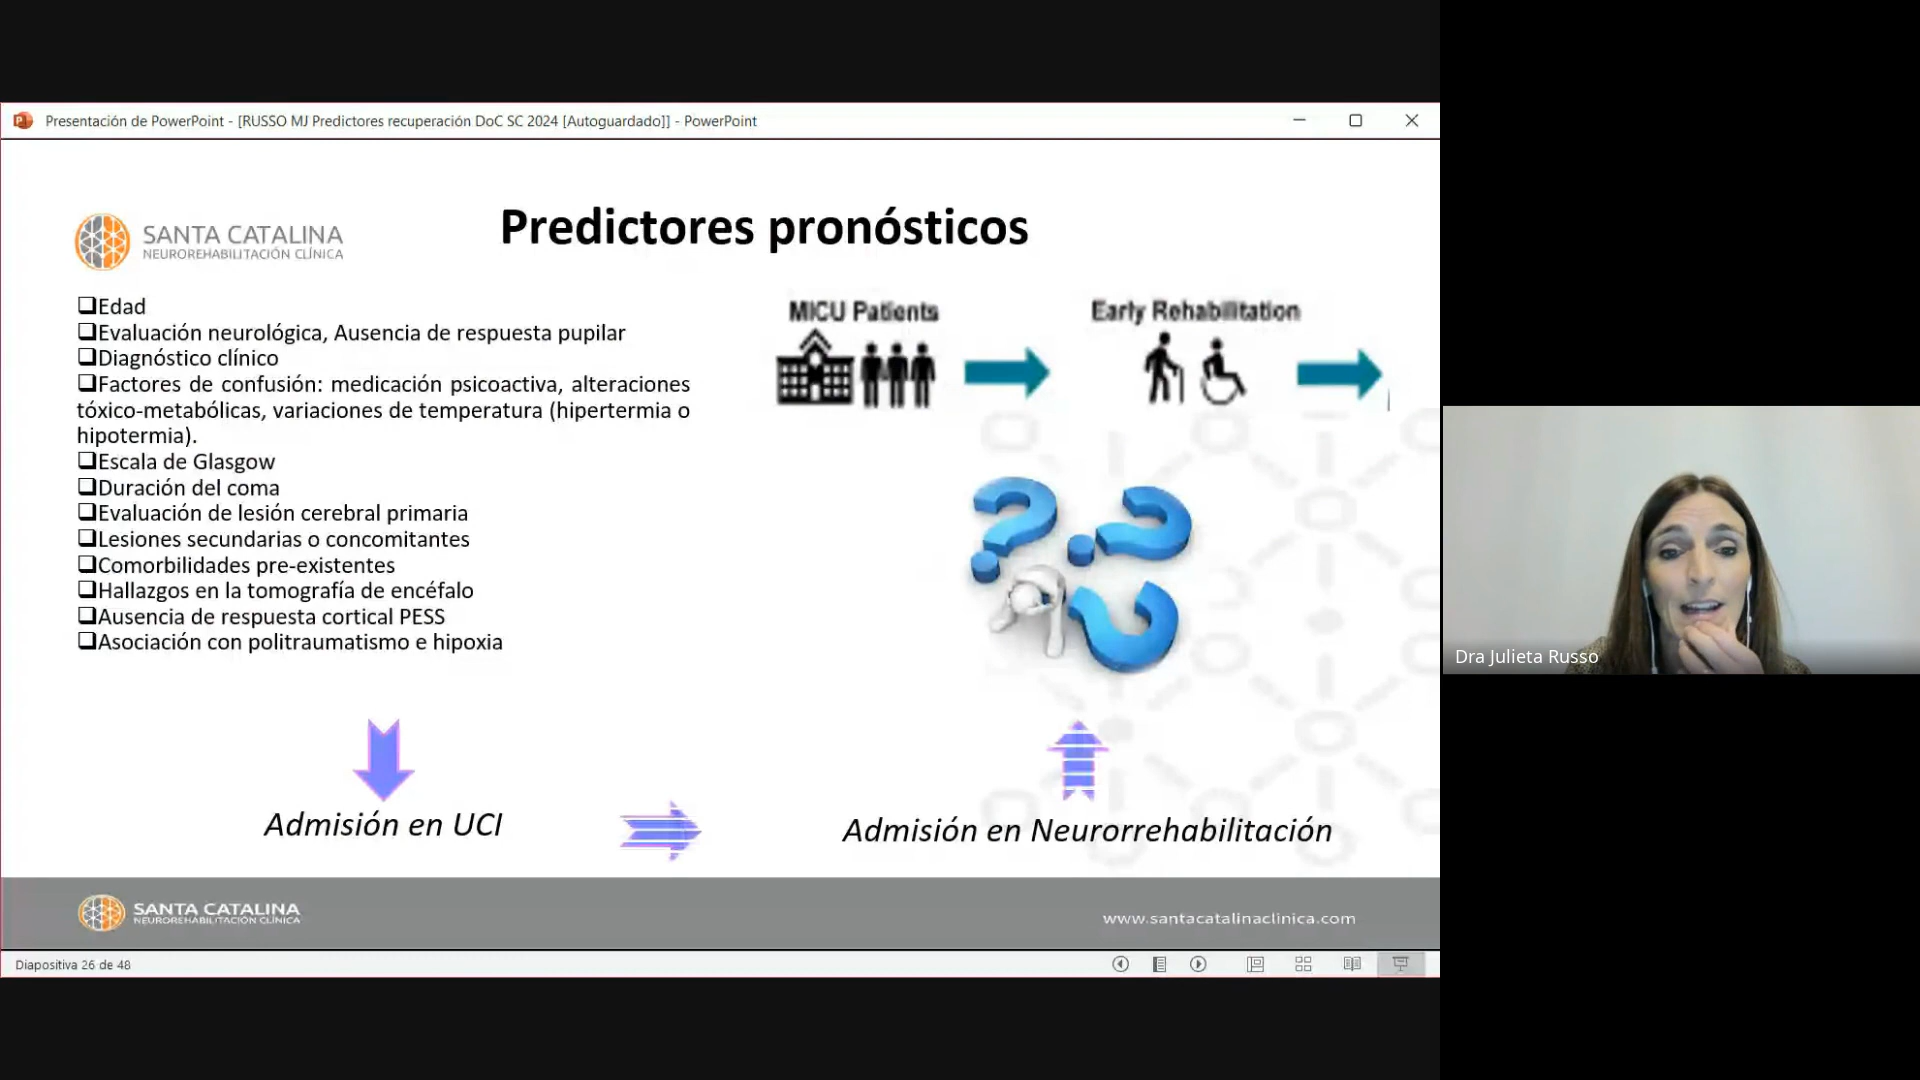 Presentación de PowerPoint - [RUSSO MJ Predictores recuperación DoC SC 2024 [Autoguardado]] - PowerPoint
SANTA CATALINA
NEUROREHABILITACIÓN CLÍNICA
Predictores pronósticos
❑Edad
❑Evaluación neurológica, Ausencia de respuesta pupilar
❑Diagnóstico clínico
❑Factores de confusión: medicación psicoactiva, alteraciones
tóxico-metabólicas, variaciones de temperatura (hipertermia o
hipotermia).
❑Escala de Glasgow
❑Duración del coma
❑Evaluación de lesión cerebral primaria
❑Lesiones secundarias o concomitantes
❑Comorbilidades pre-existentes
❑Hallazgos en la tomografía de encéfalo
❑Ausencia de respuesta cortical PESS
❑Asociación con politraumatismo e hipoxia
MICU Patients
Early Rehabilitation
Admisión en UCI
Admisión en Neurorrehabilitación
SANTA CATALINA
NEUROREHABILITACIÓN CLÍNICA
www.santacatalinaclinica.com
Diapositiva 26 de 48
Dra Julieta Russo